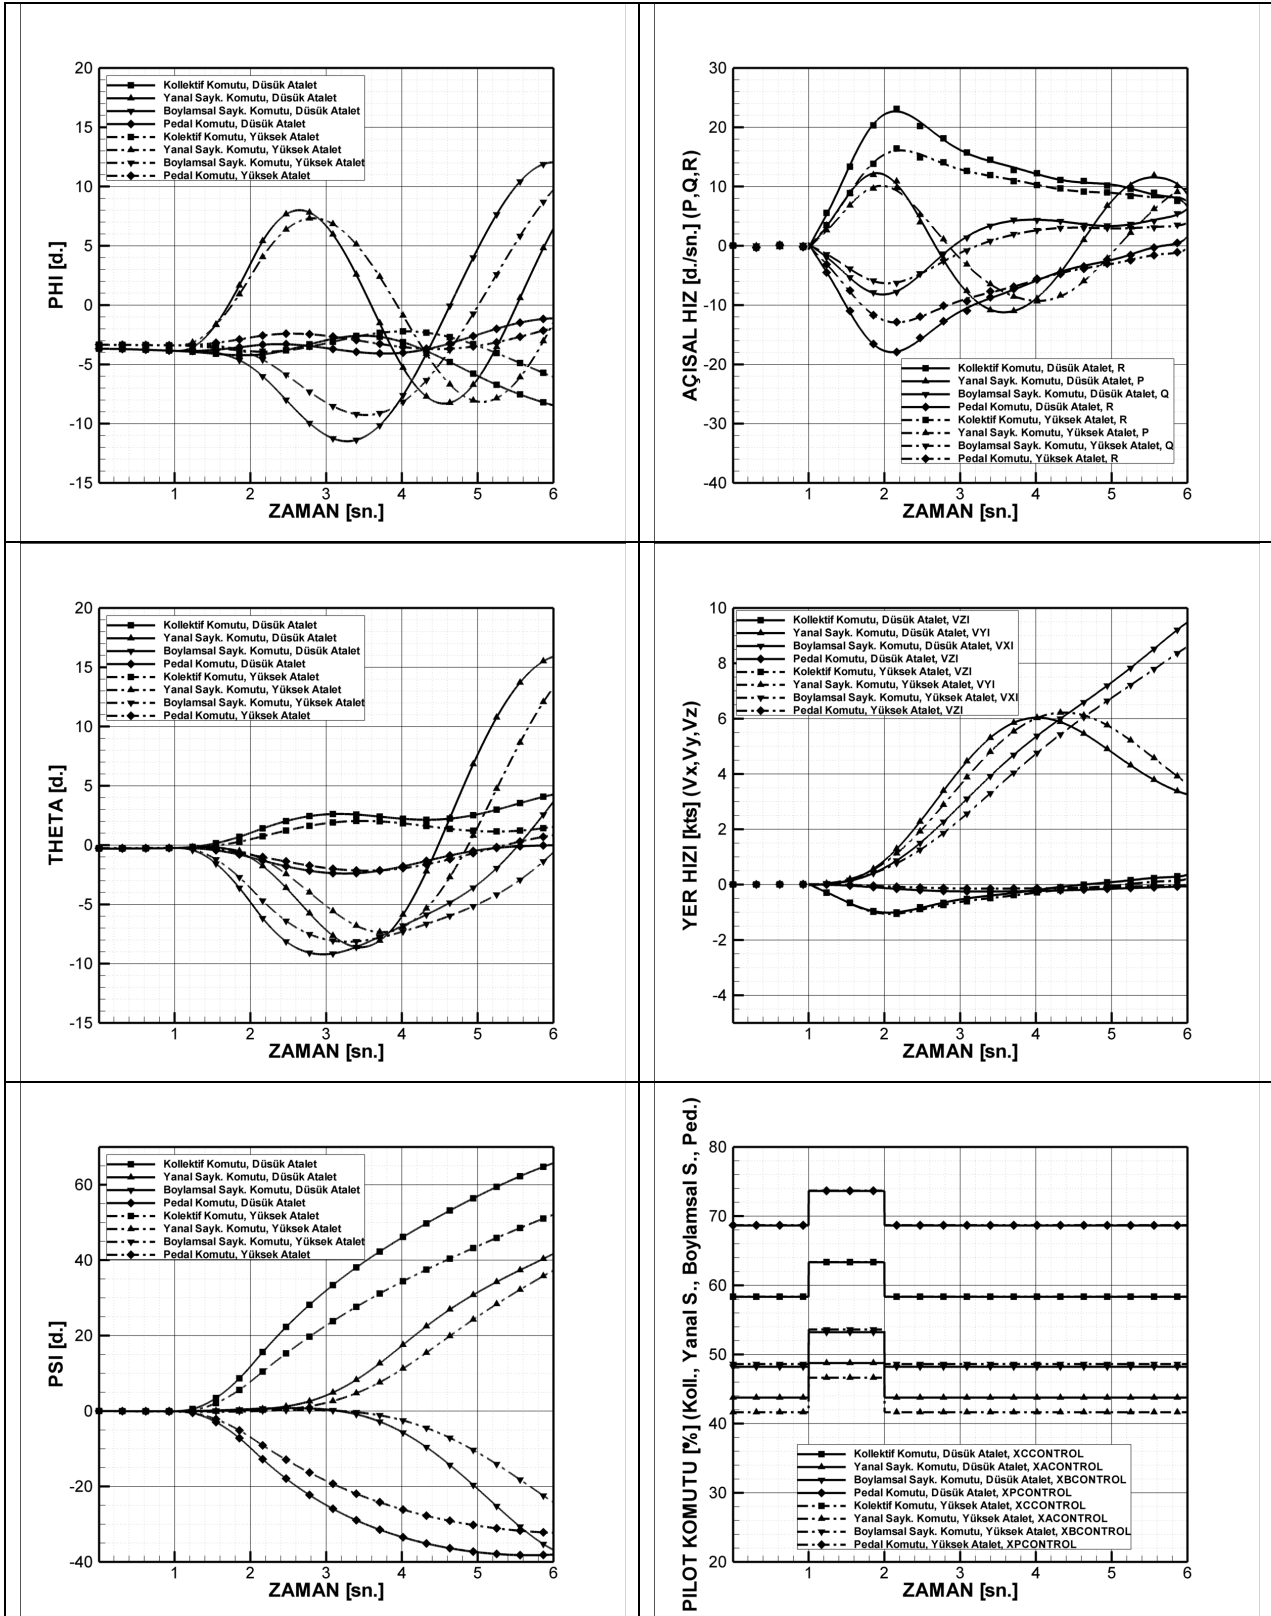 20
15
10
5
0
-5
-10
-15
PHI [d.]
Kollektif Komutu, Düsük Atalet
Yanal Sayk. Komutu, Düsük Atalet
Boylamsal Sayk. Komutu, Düsük Atalet
Pedal Komutu, Düsük Atalet
Kolektif Komutu, Yüksek Atalet
Yanal Sayk. Komutu, Yüksek Atalet
Boylamsal Sayk. Komutu, Yüksek Atalet
Pedal Komutu, Yüksek Atalet
1 2 3 4 5 6
ZAMAN [sn.]
30
20
10
0
-10
-20
-30
-40
AÇISAL HIZ [d./sn.] (P,Q,R)
Kollektif Komutu, Düsük Atalet, R
Yanal Sayk. Komutu, Düsük Atalet, P
Boylamsal Sayk. Komutu, Düsük Atalet, Q
Pedal Komutu, Düsük Atalet, R
Kolektif Komutu, Yüksek Atalet, R
Yanal Sayk. Komutu, Yüksek Atalet, P
Boylamsal Sayk. Komutu, Yüksek Atalet, Q
Pedal Komutu, Yüksek Atalet, R
1 2 3 4 5 6
ZAMAN [sn.]
20
15
10
5
0
-5
-10
-15
THETA [d.]
Kollektif Komutu, Düsük Atalet
Yanal Sayk. Komutu, Düsük Atalet
Boylamsal Sayk. Komutu, Düsük Atalet
Pedal Komutu, Düsük Atalet
Kolektif Komutu, Yüksek Atalet
Yanal Sayk. Komutu, Yüksek Atalet
Boylamsal Sayk. Komutu, Yüksek Atalet
Pedal Komutu, Yüksek Atalet
1 2 3 4 5 6
ZAMAN [sn.]
10
8
6
4
2
0
-2
-4
YER HIZI [kts] (Vx,Vy,Vz)
Kollektif Komutu, Düsük Atalet, VZI
Yanal Sayk. Komutu, Düsük Atalet, VYI
Boylamsal Sayk. Komutu, Düsük Atalet, VXI
Pedal Komutu, Düsük Atalet, VZI
Kolektif Komutu, Yüksek Atalet, VZI
Yanal Sayk. Komutu, Yüksek Atalet, VYI
Boylamsal Sayk. Komutu, Yüksek Atalet, VXI
Pedal Komutu, Yüksek Atalet, VZI
1 2 3 4 5 6
ZAMAN [sn.]
60
40
20
0
-20
-40
PSI [d.]
Kollektif Komutu, Düsük Atalet
Yanal Sayk. Komutu, Düsük Atalet
Boylamsal Sayk. Komutu, Düsük Atalet
Pedal Komutu, Düsük Atalet
Kolektif Komutu, Yüksek Atalet
Yanal Sayk. Komutu, Yüksek Atalet
Boylamsal Sayk. Komutu, Yüksek Atalet
Pedal Komutu, Yüksek Atalet
1 2 3 4 5 6
ZAMAN [sn.]
80
70
60
50
40
30
20
PILOT KOMUTU [%] (Koll., Yanal S., Boylamsal S., Ped.)
Kollektif Komutu, Düsük Atalet, XCCONTROL
Yanal Sayk. Komutu, Düsük Atalet, XACONTROL
Boylamsal Sayk. Komutu, Düsük Atalet, XBCONTROL
Pedal Komutu, Düsük Atalet, XPCONTROL
Kolektif Komutu, Yüksek Atalet, XCCONTROL
Yanal Sayk. Komutu, Yüksek Atalet, XACONTROL
Boylamsal Sayk. Komutu, Yüksek Atalet, XBCONTROL
Pedal Komutu, Yüksek Atalet, XPCONTROL
1 2 3 4 5 6
ZAMAN [sn.]